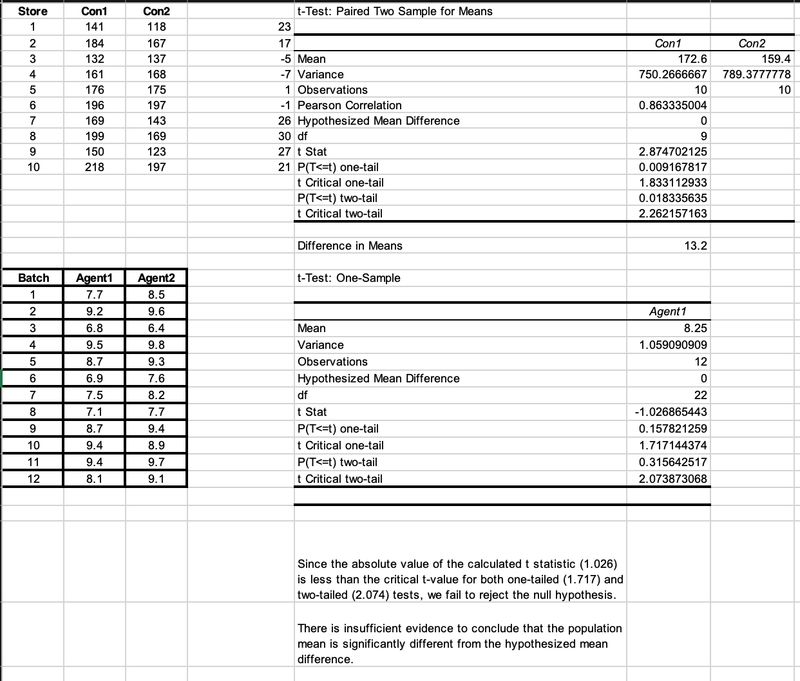 Store Con1 Con2 t-Test: Paired Two Sample for Means
1 141 118 23
2 184 167 17 Con1 Con2
3 132 137 -5 Mean 172.6 159.4
4 161 168 -7 Variance 750.2666667 789.3777778
5 176 175 1 Observations 10 10
6 196 197 -1 Pearson Correlation 0.863335004
7 169 143 26 Hypothesized Mean Difference 0
8 199 169 30 df 9
9 150 123 27 t Stat 2.874702125
10 218 197 21 P(T<=t) one-tail 0.009167817
t Critical one-tail 1.833112933
P(T<=t) two-tail 0.018335635
t Critical two-tail 2.262157163
Difference in Means 13.2
Batch Agent1 Agent2 t-Test: One-Sample
1 7.7 8.5
2 9.2 9.6 Agent1
3 6.8 6.4 Mean 8.25
4 9.5 9.8 Variance 1.059090909
5 8.7 9.3 Observations 12
6 6.9 7.6 Hypothesized Mean Difference 0
7 7.5 8.2 df 22
8 7.1 7.7 t Stat -1.026865443
9 8.7 9.4 P(T<=t) one-tail 0.157821259
10 9.4 8.9 t Critical one-tail 1.717144374
11 9.4 9.7 P(T<=t) two-tail 0.315642517
12 8.1 9.1 t Critical two-tail 2.073873068
Since the absolute value of the calculated t statistic (1.026)
is less than the critical t-value for both one-tailed (1.717) and
two-tailed (2.074) tests, we fail to reject the null hypothesis.
There is insufficient evidence to conclude that the population
mean is significantly different from the hypothesized mean
difference.